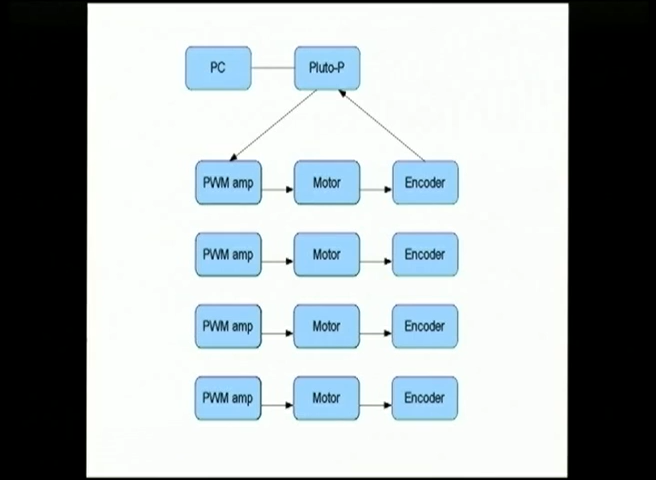 PC
Pluto-P
PWM amp
Motor
Encoder
PWM amp
Motor
Encoder
PWM amp
Motor
Encoder
PWM amp
Motor
Encoder